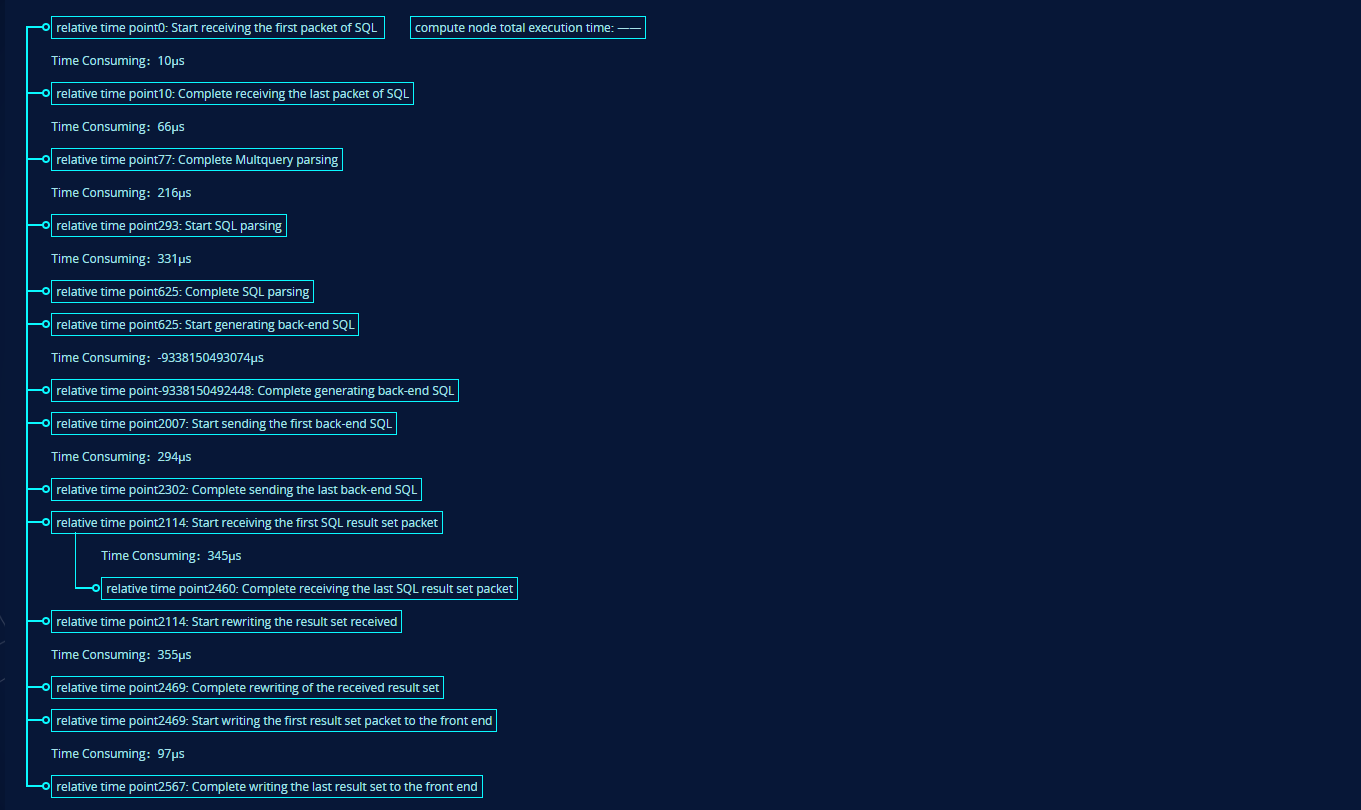 relative time point0: Start receiving the first packet of SQL
compute node total execution time: ——
Time Consuming：10μs
relative time point10: Complete receiving the last packet of SQL
Time Consuming：66μs
relative time point77: Complete Multquery parsing
Time Consuming：216μs
relative time point293: Start SQL parsing
Time Consuming：331μs
relative time point625: Complete SQL parsing
relative time point625: Start generating back-end SQL
Time Consuming：-9338150493074μs
relative time point-9338150492448: Complete generating back-end SQL
relative time point2007: Start sending the first back-end SQL
Time Consuming：294μs
relative time point2302: Complete sending the last back-end SQL
relative time point2114: Start receiving the first SQL result set packet
Time Consuming：345μs
relative time point2460: Complete receiving the last SQL result set packet
relative time point2114: Start rewriting the result set received
Time Consuming：355μs
relative time point2469: Complete rewriting of the received result set
relative time point2469: Start writing the first result set packet to the front end
Time Consuming：97μs
relative time point2567: Complete writing the last result set to the front end